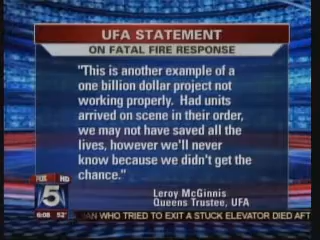 UFA STATEMENT
ON FATAL FIRE RESPONSE
"This is another example of a
one billion dollar project not
working properly. Had units
arrived on scene in their order,
we may not have saved all the
lives, however we'll never
know because we didn't get the
chance."
Leroy McGinnis
Queens Trustee, UFA
FOX HD
5
6:08 52°
AN WHO TRIED TO EXIT A STUCK ELEVATOR DIED AFT